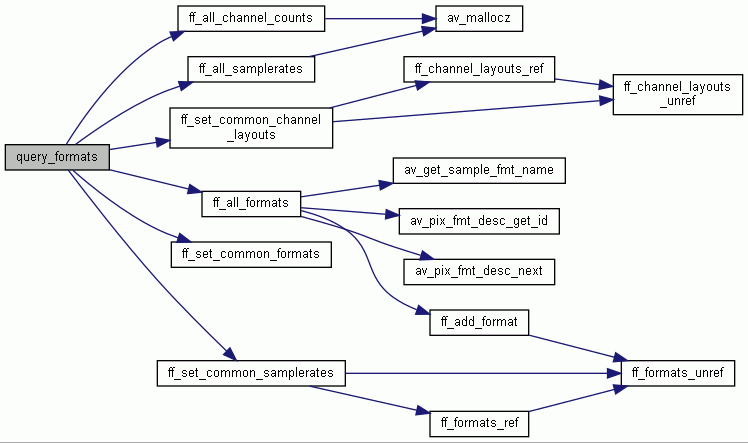 ff_all_channel_counts
av_mallocz
ff_all_samplerates
ff_channel_layouts_ref
ff_channel_layouts
_unref
ff_set_common_channel
_layouts
query_formats
av_get_sample_fmt_name
ff_all_formats
av_pix_fmt_desc_get_id
ff_set_common_formats
av_pix_fmt_desc_next
ff_add_format
ff_set_common_samplerates
ff_formats_unref
ff_formats_ref